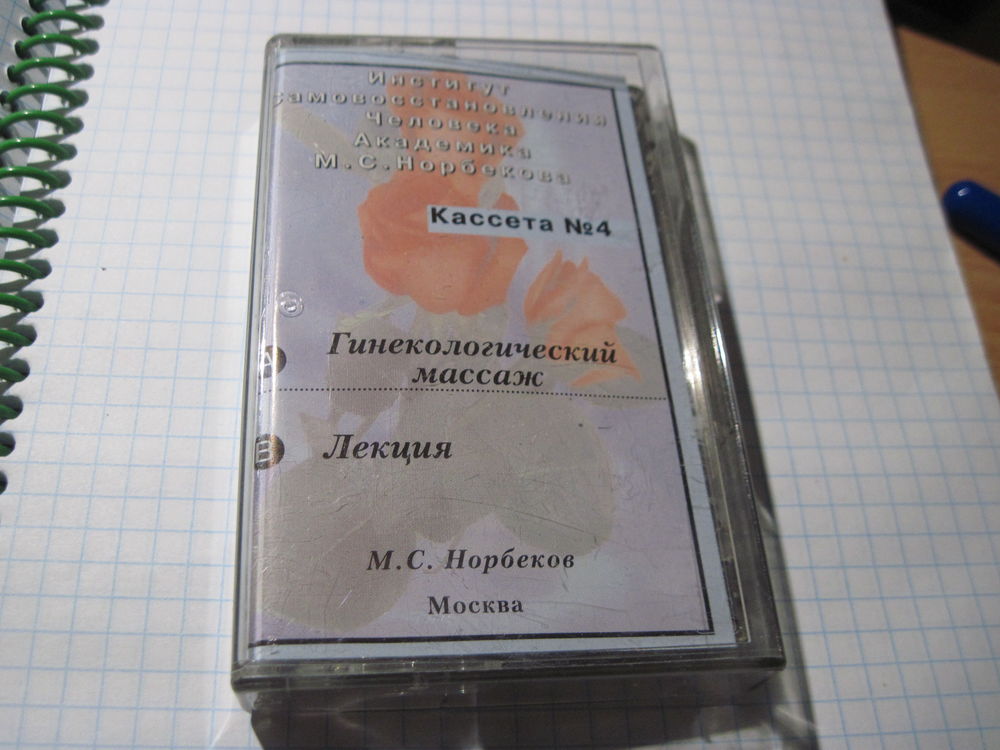 Институт
Самовосстановления
Человека
Академика
М.С.Норбекова
Кассета №4
A
Гинекологический
массаж
B
Лекция
М.С. Норбеков
Москва